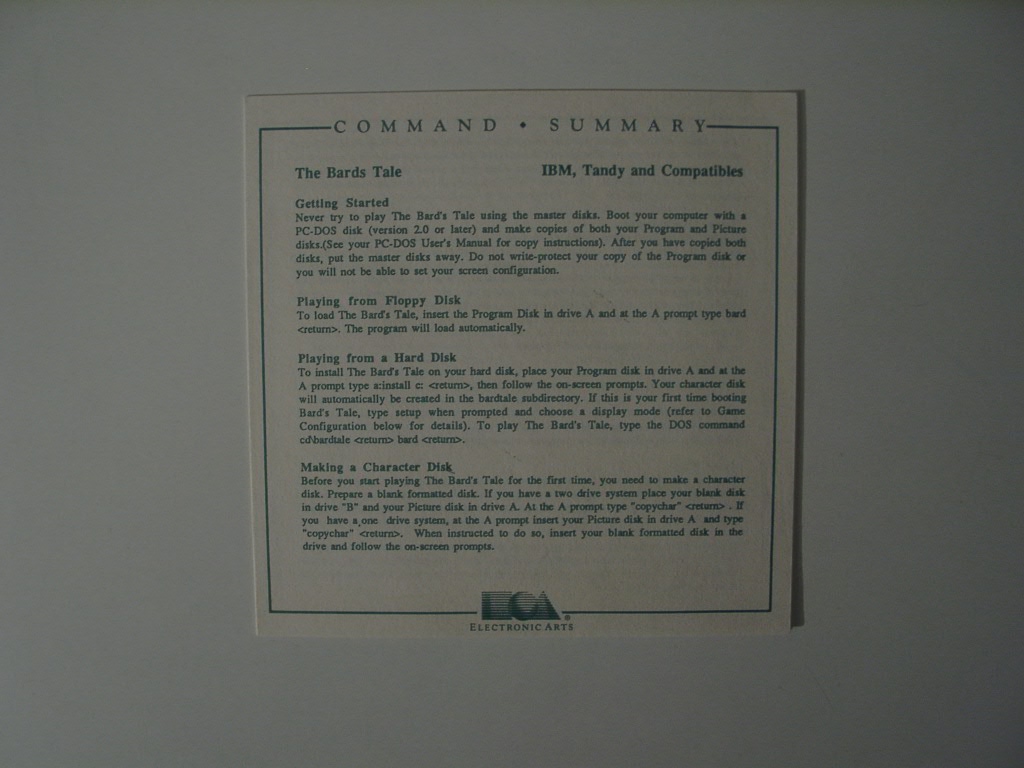 COMMAND • SUMMARY
The Bards Tale IBM, Tandy and Compatibles
Getting Started
Never try to play The Bard's Tale using the master disks. Boot your computer with a
PC-DOS disk (version 2.0 or later) and make copies of both your Program and Picture
disks.(See your PC-DOS User's Manual for copy instructions). After you have copied both
disks, put the master disks away. Do not write-protect your copy of the Program disk or
you will not be able to set your screen configuration.
Playing from Floppy Disk
To load The Bard's Tale, insert the Program Disk in drive A and at the A prompt type bard
<return>. The program will load automatically.
Playing from a Hard Disk
To install The Bard's Tale on your hard disk, place your Program disk in drive A and at the
A prompt type a:install c: <return>, then follow the on-screen prompts. Your character disk
will automatically be created in the bardtale subdirectory. If this is your first time booting
Bard's Tale, type setup when prompted and choose a display mode (refer to Game
Configuration below for details). To play The Bard's Tale, type the DOS command
cd\bardtale <return> bard <return>.
Making a Character Disk
Before you start playing The Bard's Tale for the first time, you need to make a character
disk. Prepare a blank formatted disk. If you have a two drive system place your blank disk
in drive "B" and your Picture disk in drive A. At the A prompt type "copychar" <return> . If
you have a one drive system, at the A prompt insert your Picture disk in drive A and type
"copychar" <return>. When instructed to do so, insert your blank formatted disk in the
drive and follow the on-screen prompts.
EOA®
ELECTRONIC ARTS